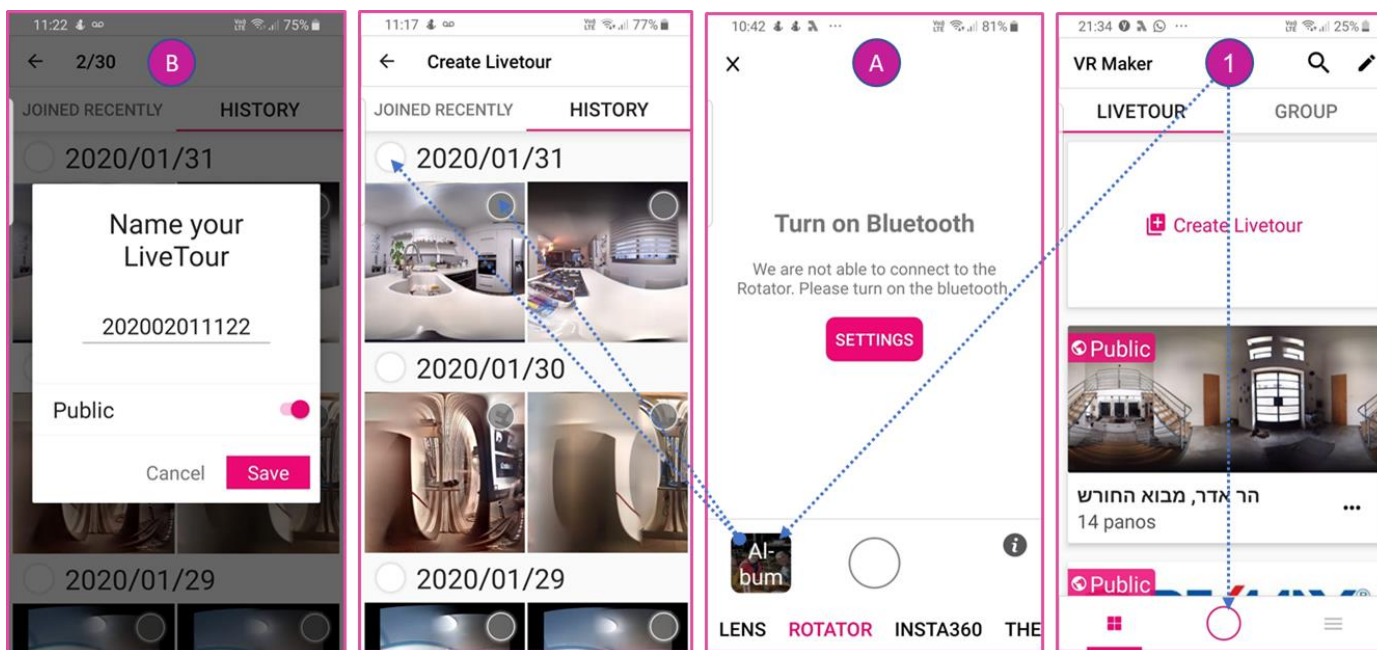 11:22
75%
2/30
B
JOINED RECENTLY
HISTORY
2020/01/31
Name your
LiveTour
202002011122
Public
Cancel
Save
2020/01/29
11:17
77%
Create Livetour
JOINED RECENTLY
HISTORY
2020/01/31
2020/01/30
2020/01/29
10:42
81%
A
Turn on Bluetooth
We are not able to connect to the
Rotator. Please turn on the bluetooth
SETTINGS
Al-
bum
LENS ROTATOR INSTA360 THE
21:34
25%
VR Maker
1
LIVETOUR
GROUP
Create Livetour
Public
הר אדר, מבוא החורש
14 panos
Public